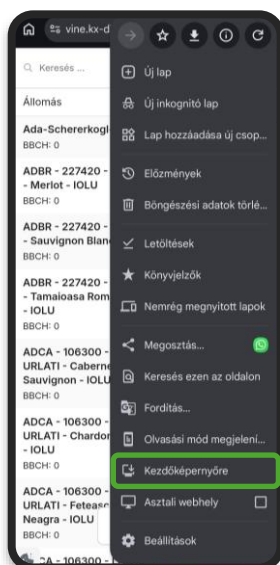 vine.kx-d
Keresés ...
Állomás
Ada-Schererkogl
BBCH: 0
ADBR - 227420 -
- Merlot - IOLU
BBCH: 0
ADBR - 227420 -
- Sauvignon Blan
BBCH: 0
ADBR - 227420 -
- Tamaioasa Rom
- IOLU
BBCH: 0
ADCA - 106300 -
URLATI - Caberne
Sauvignon - IOLU
BBCH: 0
ADCA - 106300 -
URLATI - Chardor
- IOLU
BBCH: 0
ADCA - 106300 -
URLATI - Feteasc
Neagra - IOLU
BBCH: 0
CA - 106300 -
Új lap
Új inkognitó lap
Lap hozzáadása új csop...
Előzmények
Böngészési adatok törlé...
Letöltések
Könyvjelzők
Nemrég megnyitott lapok
Megosztás...
Keresés ezen az oldalon
Fordítás...
Olvasási mód megjelení...
Kezdőképernyőre
Asztali webhely
Beállítások